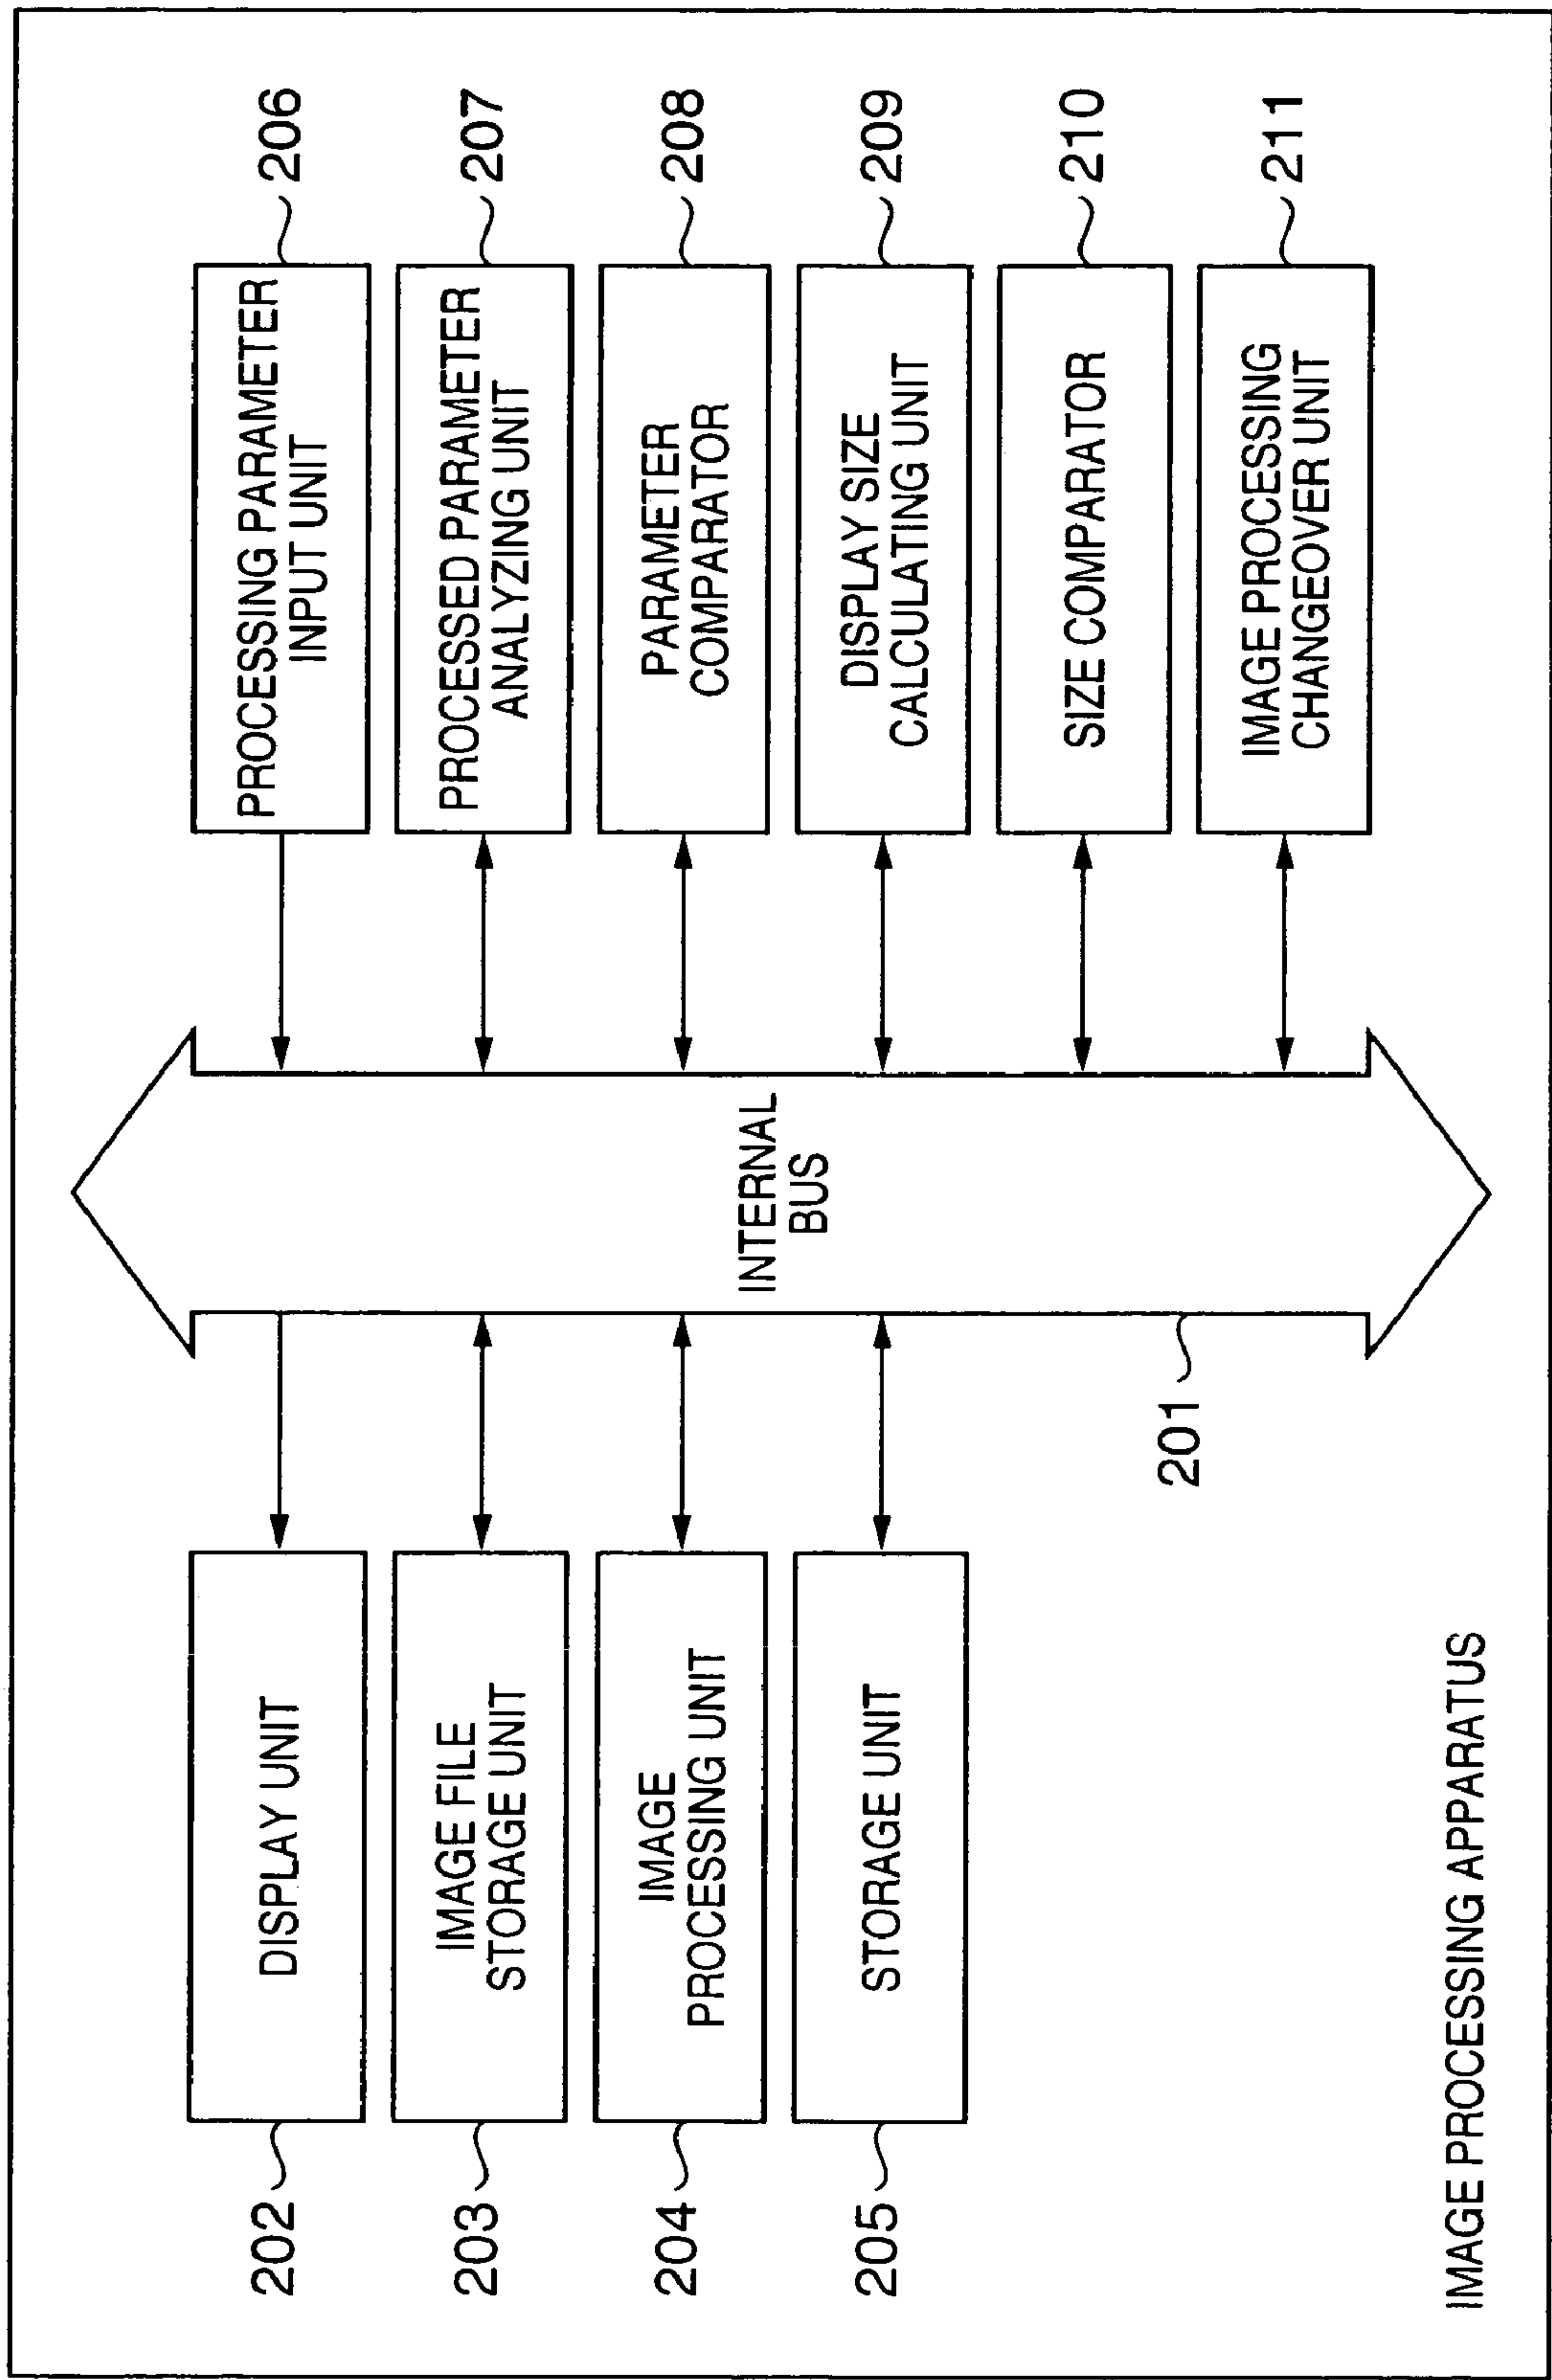 202
DISPLAY UNIT
203
IMAGE FILE
STORAGE UNIT
204
IMAGE
PROCESSING UNIT
205
STORAGE UNIT
201
INTERNAL
BUS
PROCESSING PARAMETER
INPUT UNIT
206
PROCESSED PARAMETER
ANALYZING UNIT
207
PARAMETER
COMPARATOR
208
DISPLAY SIZE
CALCULATING UNIT
209
SIZE COMPARATOR
210
IMAGE PROCESSING
CHANGEOVER UNIT
211
IMAGE PROCESSING APPARATUS